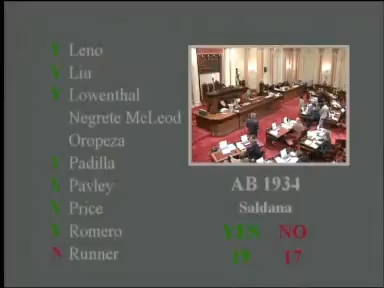 Y Leno
Y Liu
Y Lowenthal
Negrete McLeod
Oropeza
Y Padilla
Y Pavley
Y Price
Y Romero
N Runner
AB 1934
Saldana
YES NO
19 17